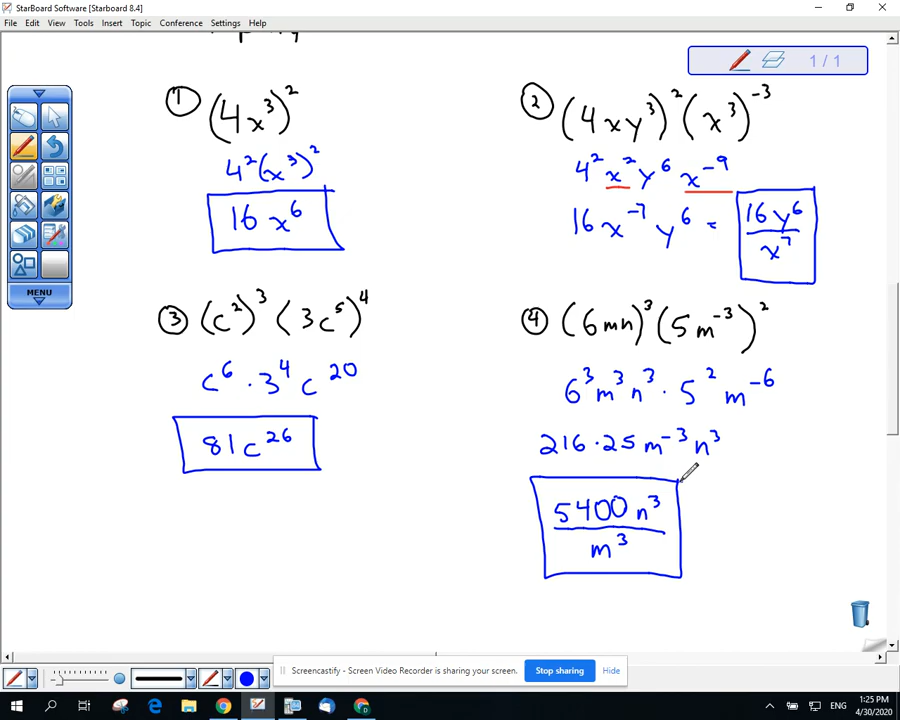 StarBoard Software [8.4]
File Edit View Tools Insert Topic Conference Settings Help
1 / 1
① (4x³)²
4²(x³)²
16x⁶
② (4xy³)²(x³)⁻³
4² x² y⁶ x⁻⁹
16x⁻⁷y⁶ = 16y⁶/x⁷
③ (c²)³(3c⁵)⁴
c⁶ · 3⁴ c²⁰
81c²⁶
④ (6mn)³(5m⁻³)²
6³m³n³ · 5²m⁻⁶
216 · 25m⁻³n³
5400n³/m³
MENU
Screencastify - Screen Video Recorder is sharing your screen. Stop sharing Hide
ENG
1:25 PM
4/30/2020